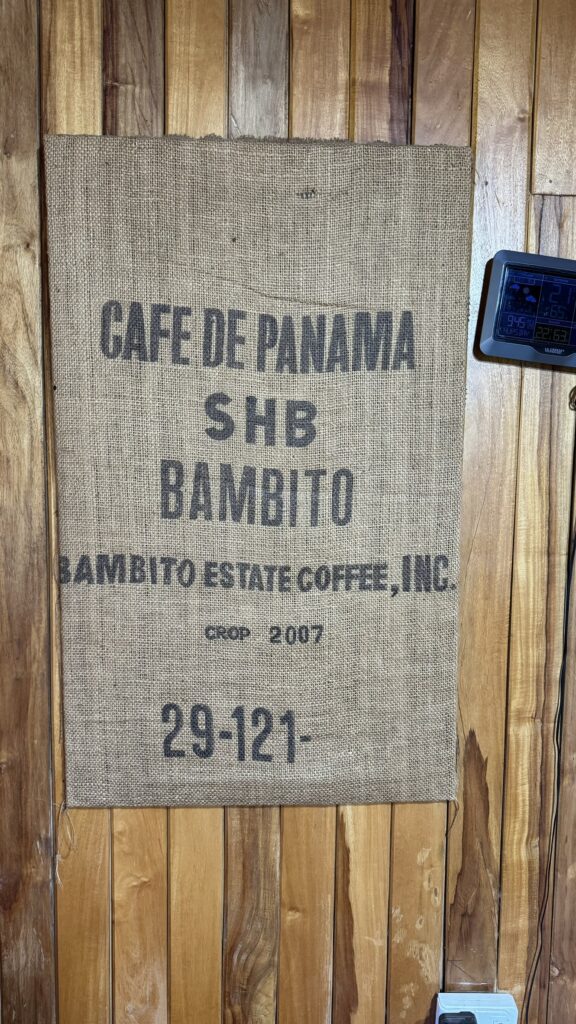 CAFE DE PANAMA
SHB
BAMBITO
BAMBITO ESTATE COFFEE, INC.
CROP 2007
29-121-